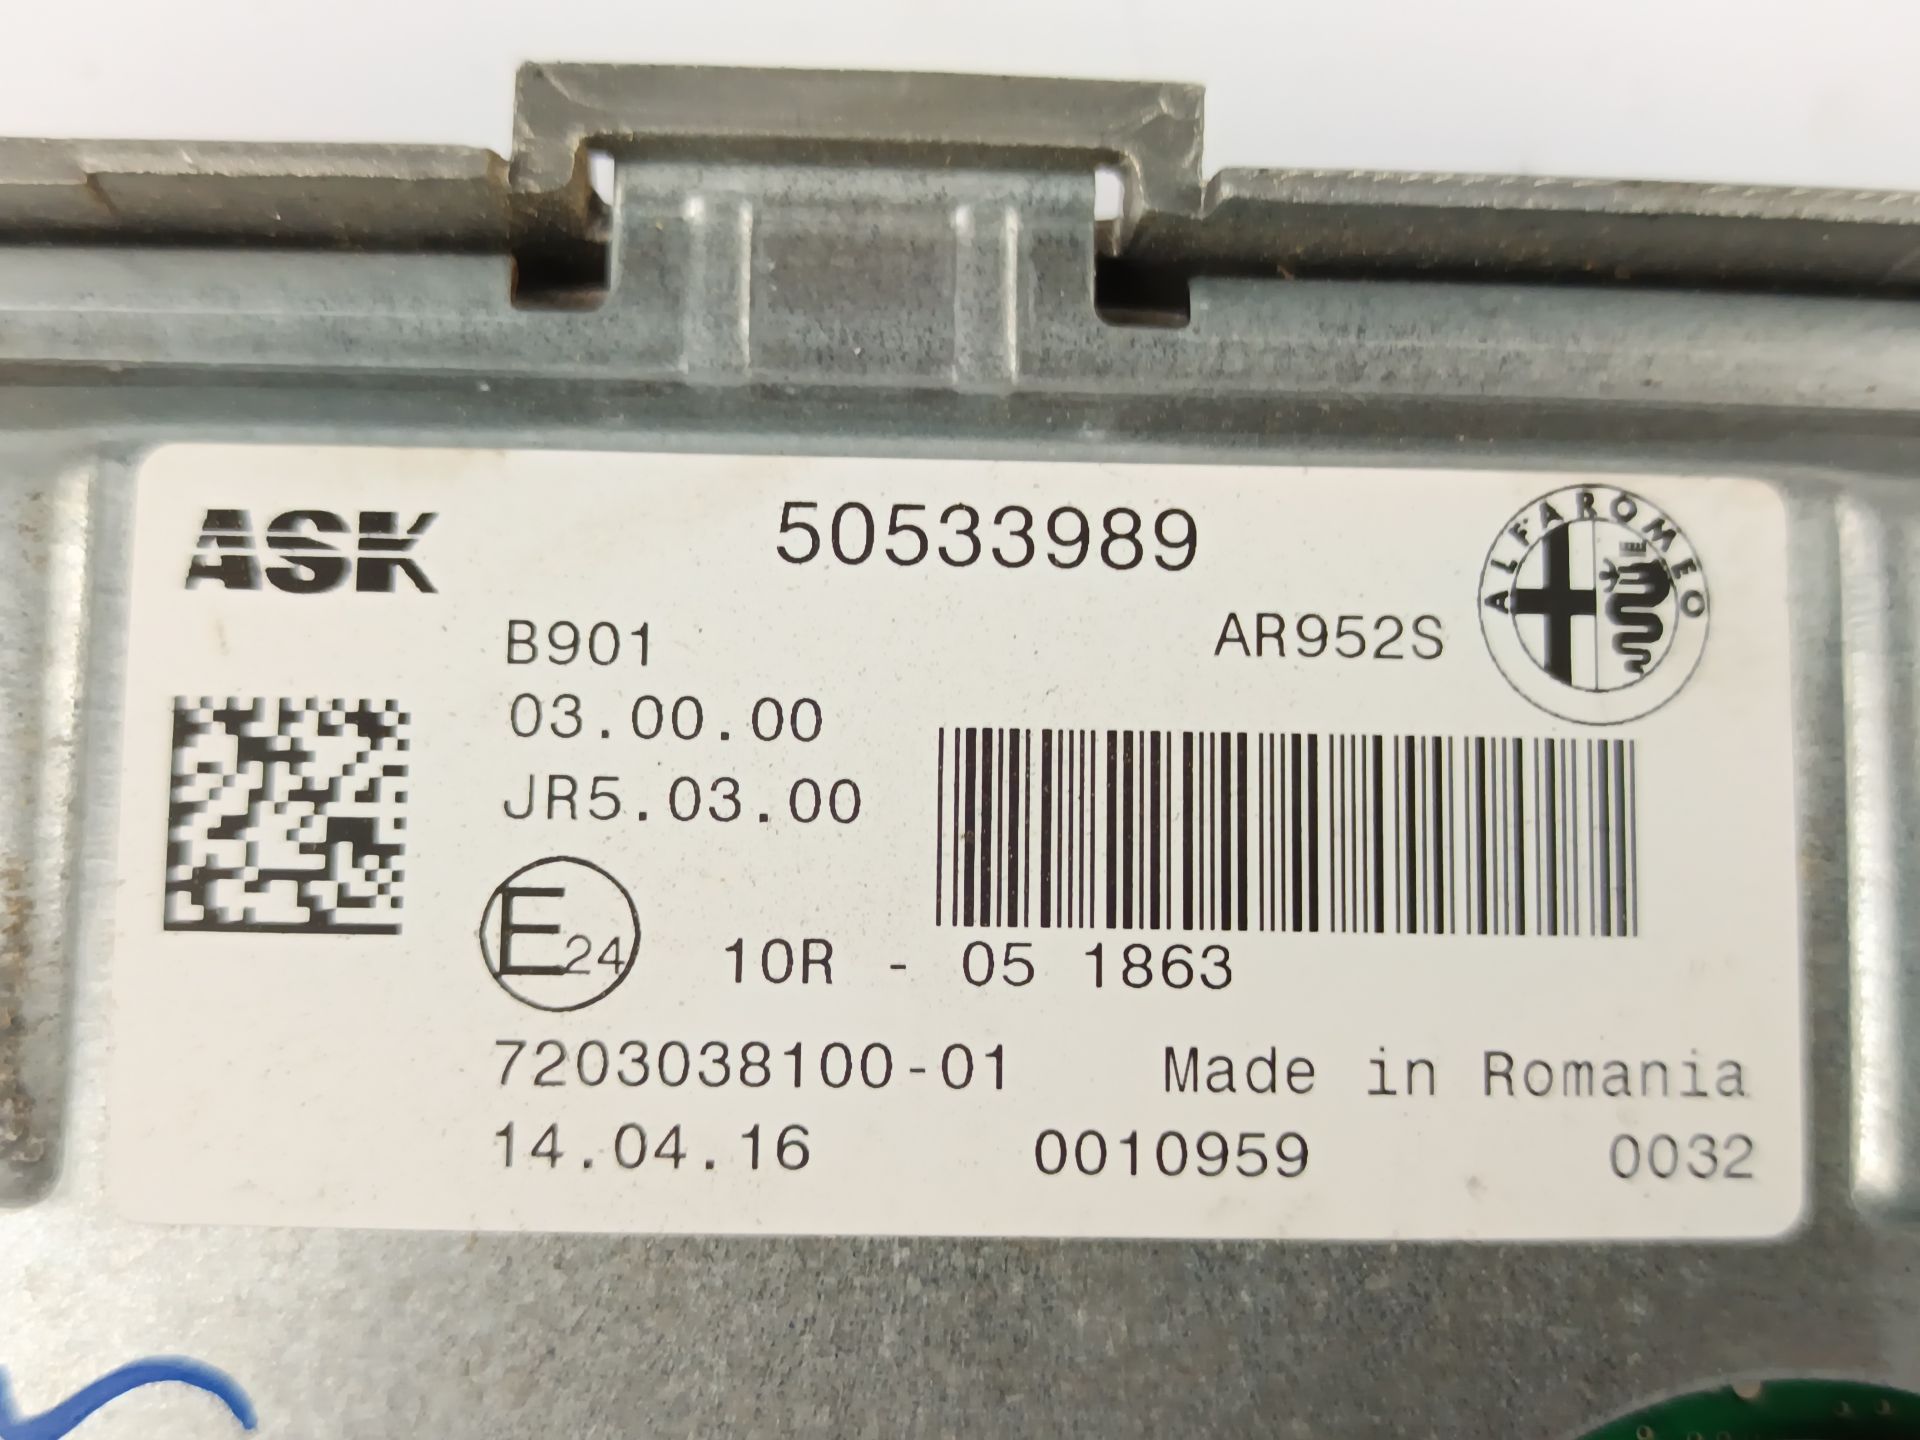 ASK
50533989
ALFA ROMEO
B901
AR952S
03.00.00
JR5.03.00
E24
10R - 05 1863
7203038100-01
Made in Romania
14.04.16
0010959
0032